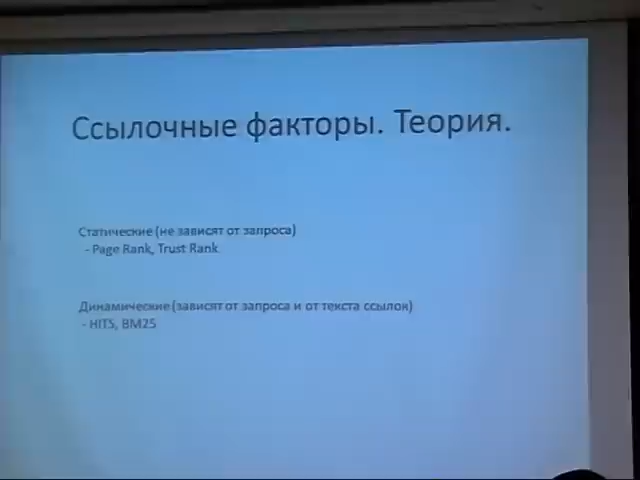 Ссылочные факторы. Теория.
Статические (не зависят от запроса)
- Page Rank, Trust Rank
Динамические (зависят от запроса и от текста ссылок)
- HITS, BM25